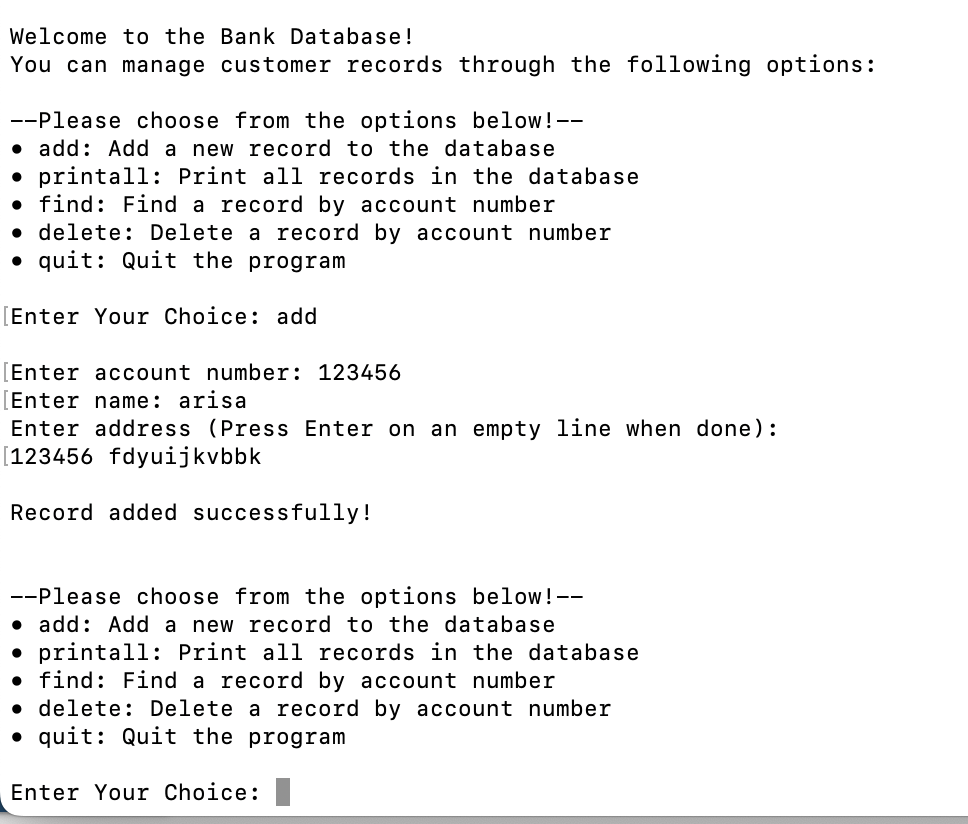 Welcome to the Bank Database!
You can manage customer records through the following options:
--Please choose from the options below!--
• add: Add a new record to the database
• printall: Print all records in the database
• find: Find a record by account number
• delete: Delete a record by account number
• quit: Quit the program
[Enter Your Choice: add
[Enter account number: 123456
[Enter name: arisa
Enter address (Press Enter on an empty line when done):
[123456 fdyuijkvbbk
Record added successfully!
--Please choose from the options below!--
• add: Add a new record to the database
• printall: Print all records in the database
• find: Find a record by account number
• delete: Delete a record by account number
• quit: Quit the program
Enter Your Choice: